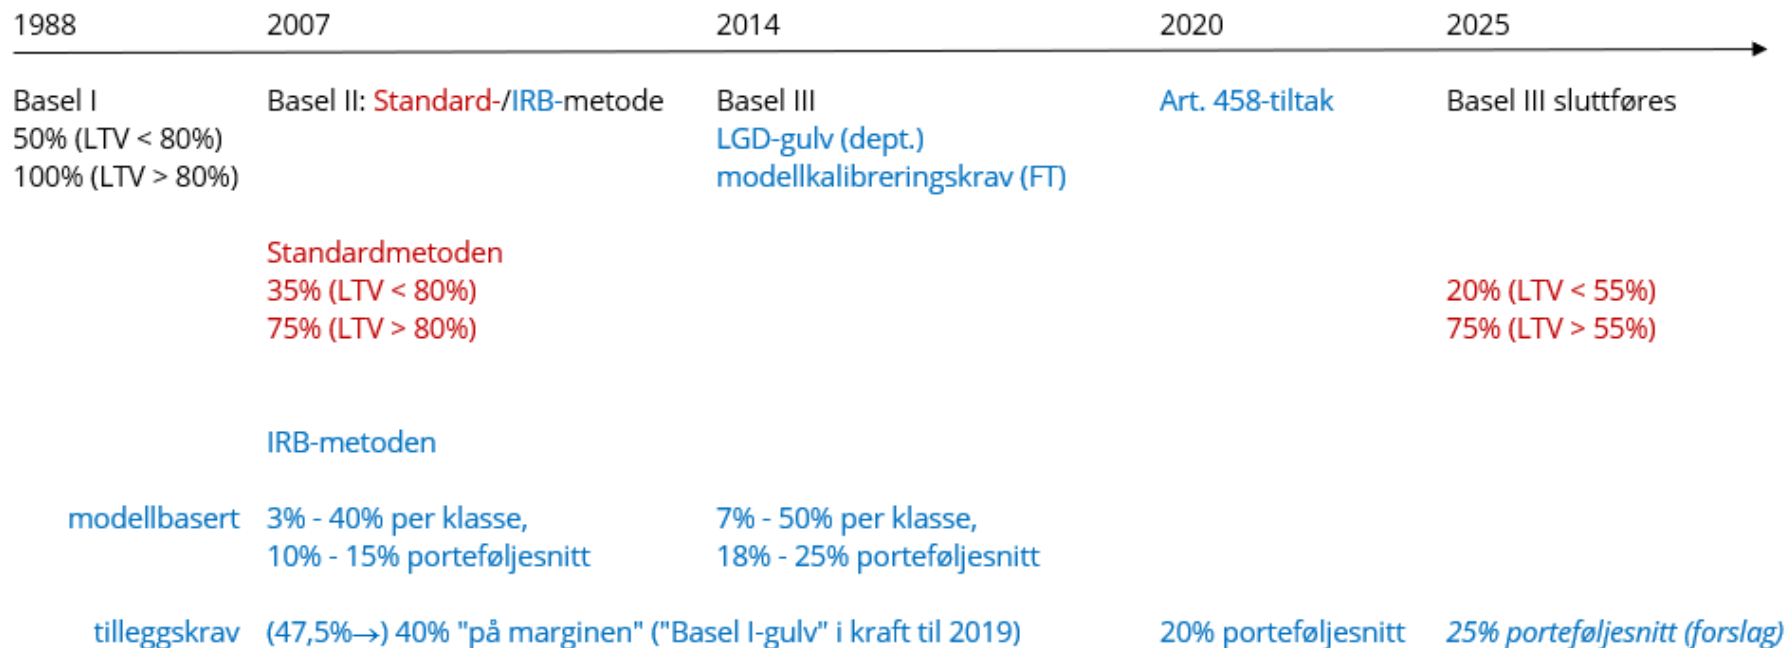 1988 2007 2014 2020 2025
Basel I Basel II: Standard-/IRB-metode Basel III Art. 458-tiltak Basel III sluttføres
50% (LTV < 80%) LGD-gulv (dept.)
100% (LTV > 80%) modellkalibreringskrav (FT)
Standardmetoden
35% (LTV < 80%) 20% (LTV < 55%)
75% (LTV > 80%) 75% (LTV > 55%)
IRB-metoden
modellbasert 3% - 40% per klasse, 7% - 50% per klasse,
10% - 15% porteføljesnitt 18% - 25% porteføljesnitt
tilleggskrav (47,5%→) 40% "på marginen" ("Basel I-gulv" i kraft til 2019) 20% porteføljesnitt 25% porteføljesnitt (forslag)